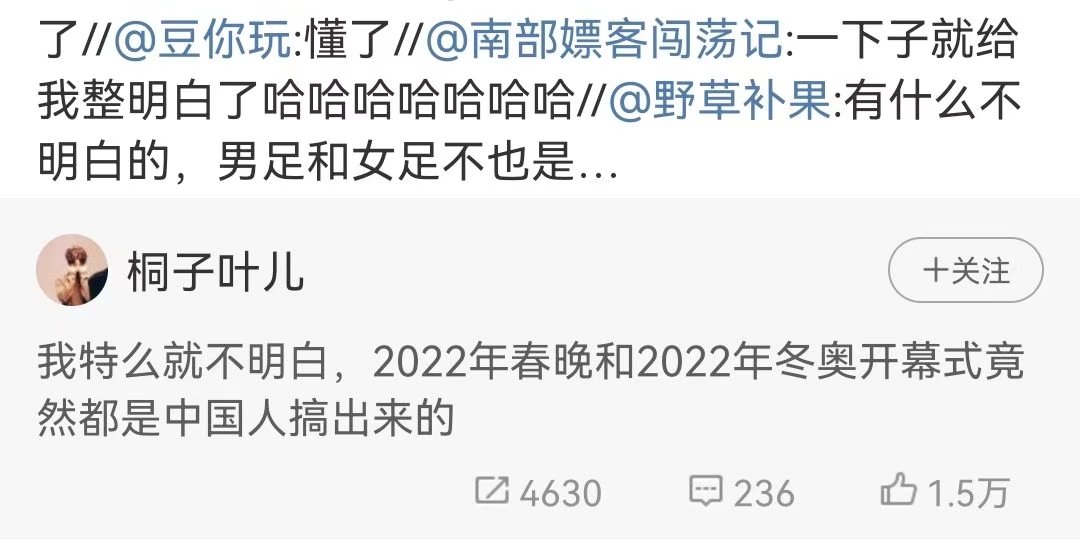 了//@豆你玩:懂了//@南部嫖客闯荡记:一下子就给
我整明白了哈哈哈哈哈哈哈//@野草补果:有什么不
明白的，男足和女足不也是...
桐子叶儿
+关注
我特么就不明白，2022年春晚和2022年冬奥开幕式竟
然都是中国人搞出来的
4630 236 1.5万